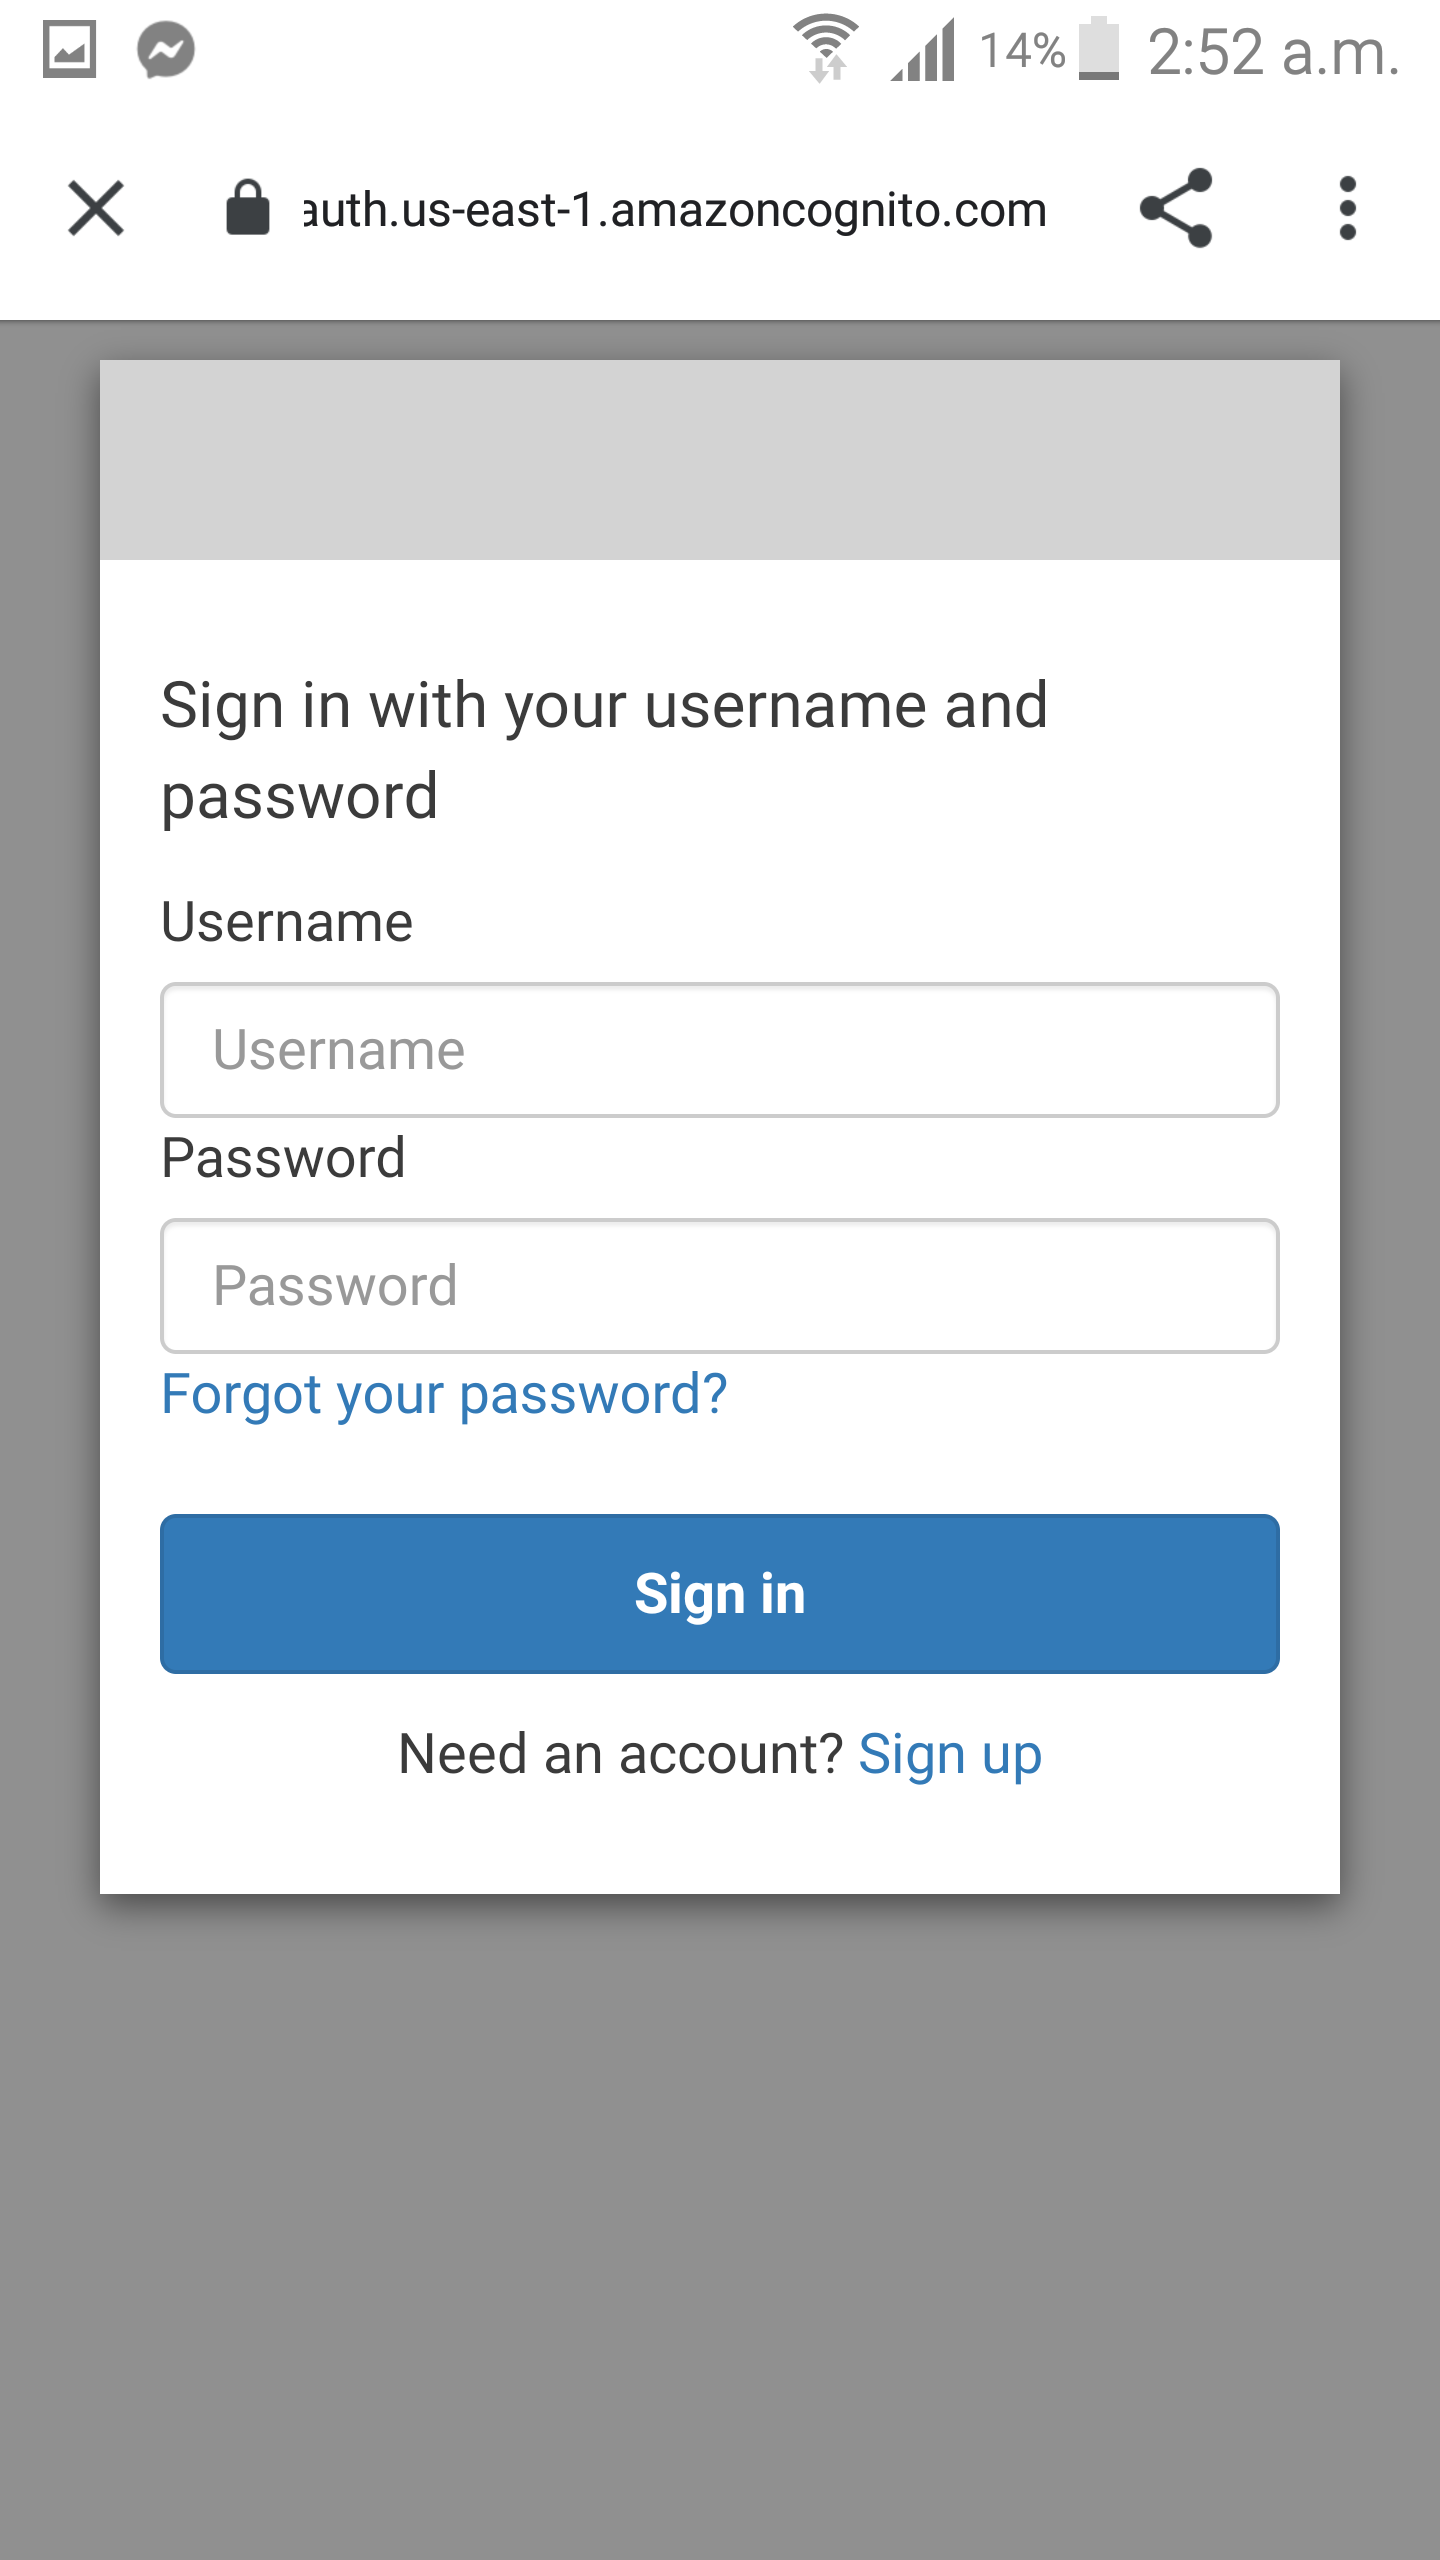 14% 2:52 a.m.
auth.us-east-1.amazoncognito.com
Sign in with your username and
password
Username
Username
Password
Password
Forgot your password?
Sign in
Need an account? Sign up